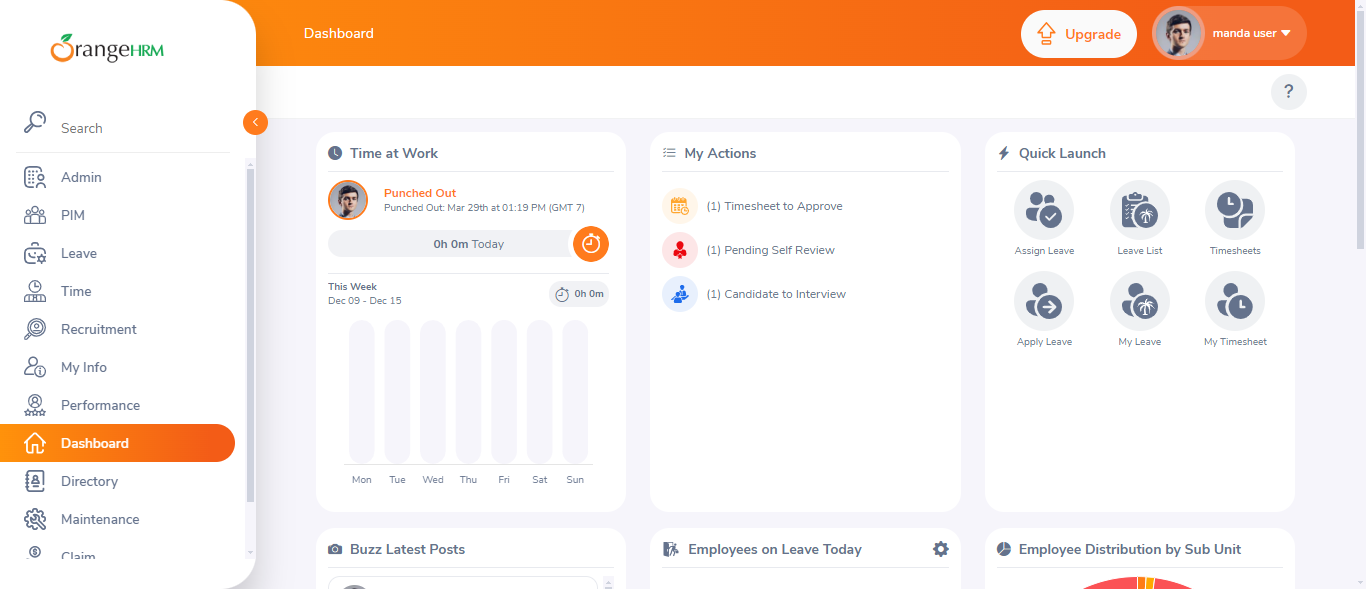 OrangeHRM
Search
Admin
PIM
Leave
Time
Recruitment
My Info
Performance
Dashboard
Directory
Maintenance
Claim
Dashboard
Upgrade
manda user
?
Time at Work
Punched Out
Punched Out: Mar 29th at 01:19 PM (GMT 7)
0h 0m Today
This Week
Dec 09 - Dec 15
0h 0m
Mon Tue Wed Thu Fri Sat Sun
My Actions
(1) Timesheet to Approve
(1) Pending Self Review
(1) Candidate to Interview
Quick Launch
Assign Leave Leave List Timesheets
Apply Leave My Leave My Timesheet
Buzz Latest Posts
Employees on Leave Today
Employee Distribution by Sub Unit